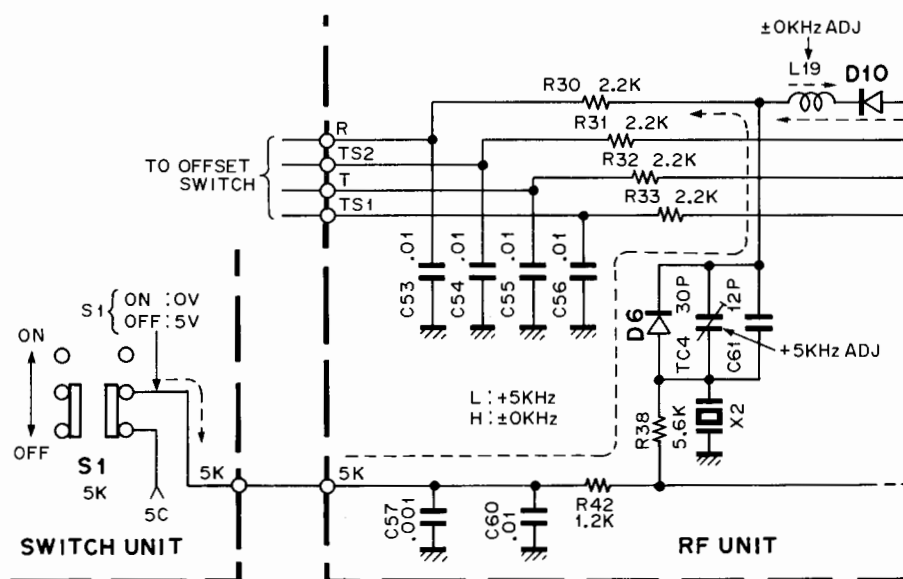 ±0KHz ADJ
L19
D10
R30 2.2K
R
R31 2.2K
TS2
TO OFFSET
SWITCH
R32 2.2K
T
R33 2.2K
TS1
C53 .01
C54 .01
C55 .01
C56 .01
S1 { ON :0V
OFF:5V
D6
TC4 30P
C61 12P
+5KHz ADJ
ON
OFF
L:+5KHz
H:±0KHz
R38
5.6K
X2
S1
5K
5C
5K
5K
C57
.001
C60
.01
R42
1.2K
SWITCH UNIT
RF UNIT